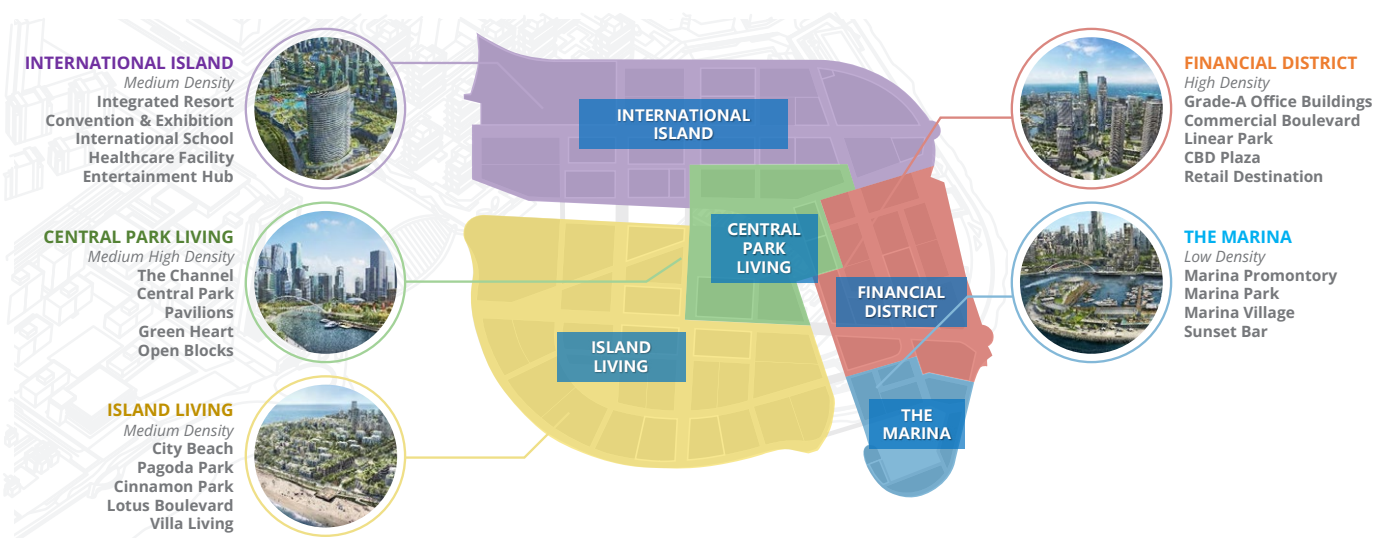 INTERNATIONAL ISLAND
Medium Density
Integrated Resort
Convention & Exhibition
International School
Healthcare Facility
Entertainment Hub
CENTRAL PARK LIVING
Medium High Density
The Channel
Central Park
Pavilions
Green Heart
Open Blocks
ISLAND LIVING
Medium Density
City Beach
Pagoda Park
Cinnamon Park
Lotus Boulevard
Villa Living
INTERNATIONAL
ISLAND
CENTRAL
PARK
LIVING
FINANCIAL
DISTRICT
ISLAND
LIVING
THE
MARINA
FINANCIAL DISTRICT
High Density
Grade-A Office Buildings
Commercial Boulevard
Linear Park
CBD Plaza
Retail Destination
THE MARINA
Low Density
Marina Promontory
Marina Park
Marina Village
Sunset Bar